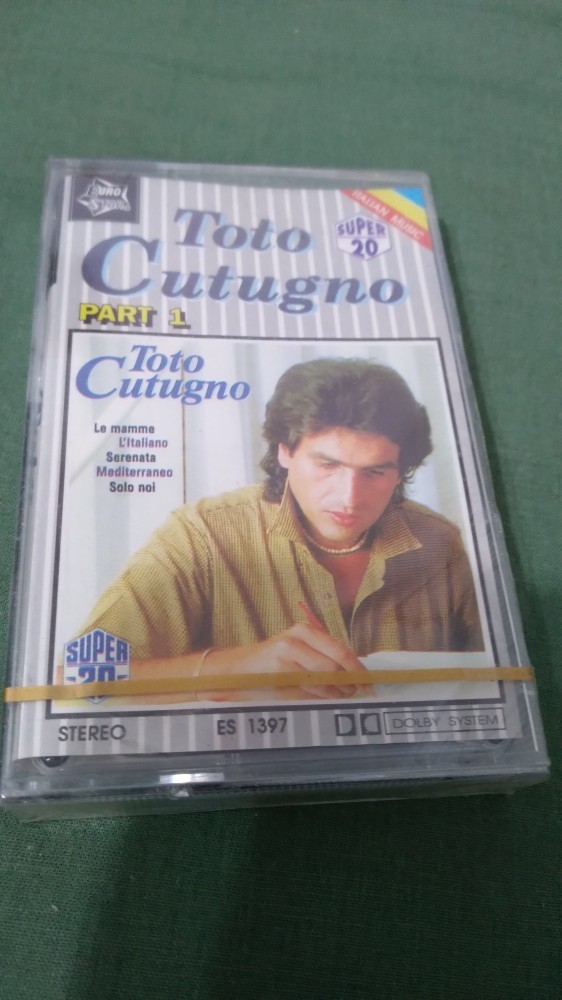 EURO
STAR
ITALIAN MUSIC
Toto
Cutugno
SUPER
20
PART 1
Toto
Cutugno
Le mamme
L'Italiano
Serenata
Mediterraneo
Solo noi
SUPER
20
STEREO
ES 1397
DOLBY SYSTEM